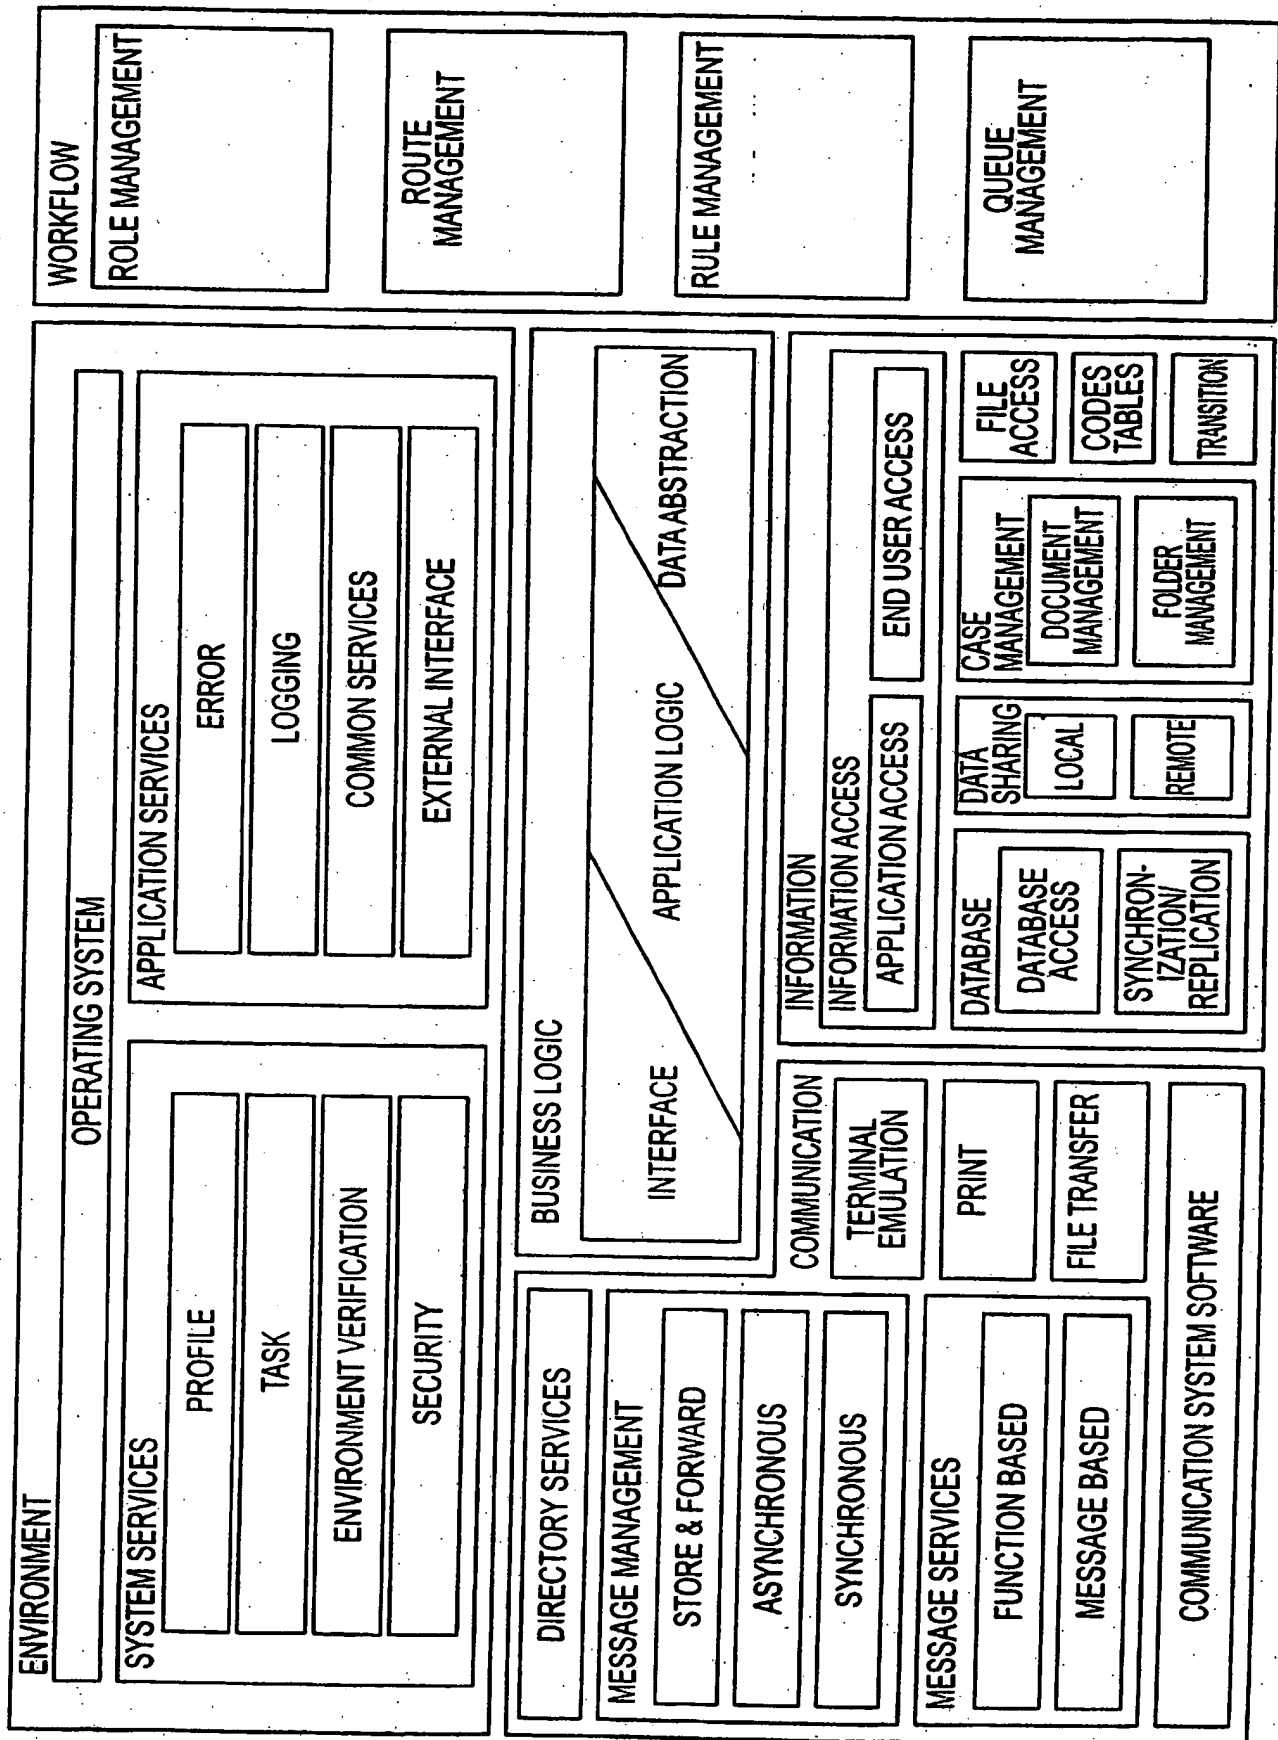 ENVIRONMENT
OPERATING SYSTEM
SYSTEM SERVICES
PROFILE
TASK
ENVIRONMENT VERIFICATION
SECURITY
APPLICATION SERVICES
ERROR
LOGGING
COMMON SERVICES
EXTERNAL INTERFACE
DIRECTORY SERVICES
MESSAGE MANAGEMENT
STORE & FORWARD
ASYNCHRONOUS
SYNCHRONOUS
MESSAGE SERVICES
FUNCTION BASED
MESSAGE BASED
COMMUNICATION
TERMINAL
EMULATION
PRINT
FILE TRANSFER
COMMUNICATION SYSTEM SOFTWARE
BUSINESS LOGIC
INTERFACE
APPLICATION LOGIC
DATA ABSTRACTION
INFORMATION
INFORMATION ACCESS
APPLICATION ACCESS
END USER ACCESS
DATABASE
DATABASE
ACCESS
SYNCHRON-
IZATION/
REPLICATION
DATA
SHARING
LOCAL
REMOTE
CASE
MANAGEMENT
DOCUMENT
MANAGEMENT
FOLDER
MANAGEMENT
FILE
ACCESS
CODES
TABLES
TRANSITION
WORKFLOW
ROLE MANAGEMENT
ROUTE
MANAGEMENT
RULE MANAGEMENT
QUEUE
MANAGEMENT